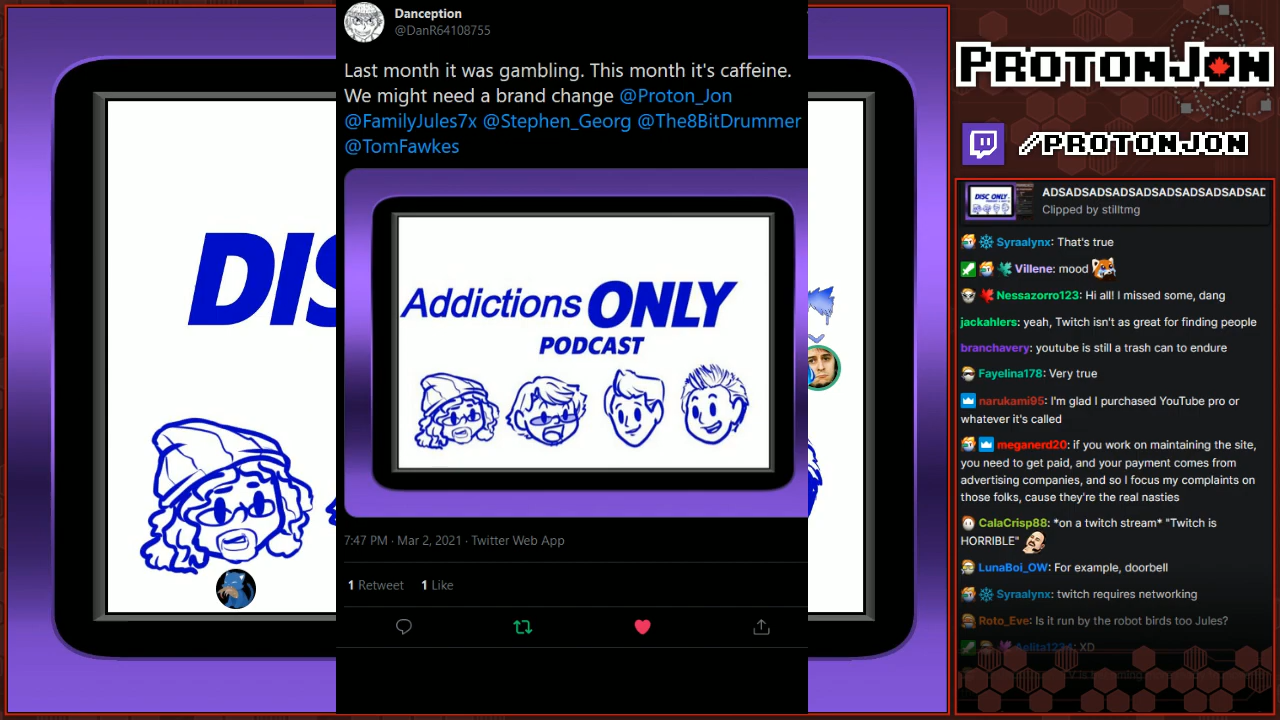 Danception
@DanR64108755
Last month it was gambling. This month it's caffeine.
We might need a brand change @Proton_Jon
@FamilyJules7x @Stephen_Georg @The8BitDrummer
@TomFawkes
DIS
Addictions ONLY
PODCAST
7:47 PM · Mar 2, 2021 · Twitter Web App
1 Retweet 1 Like
PROTONJON
/PROTONJON
DISC ONLY
ADSADSADSADSADSADSADSADSADSAD
Clipped by stilltmg
Syraalynx: That's true
Villene: mood
Nessazorro123: Hi all! I missed some, dang
jackahlers: yeah, Twitch isn't as great for finding people
branchavery: youtube is still a trash can to endure
Fayelina178: Very true
narukami95: I'm glad I purchased YouTube pro or
whatever it's called
meganerd20: if you work on maintaining the site,
you need to get paid, and your payment comes from
advertising companies, and so I focus my complaints on
those folks, cause they're the real nasties
CalaCrisp88: *on a twitch stream* "Twitch is
HORRIBLE"
LunaBoi_OW: For example, doorbell
Syraalynx: twitch requires networking
Roto_Eve: Is it run by the robot birds too Jules?
Aelita1234: XD